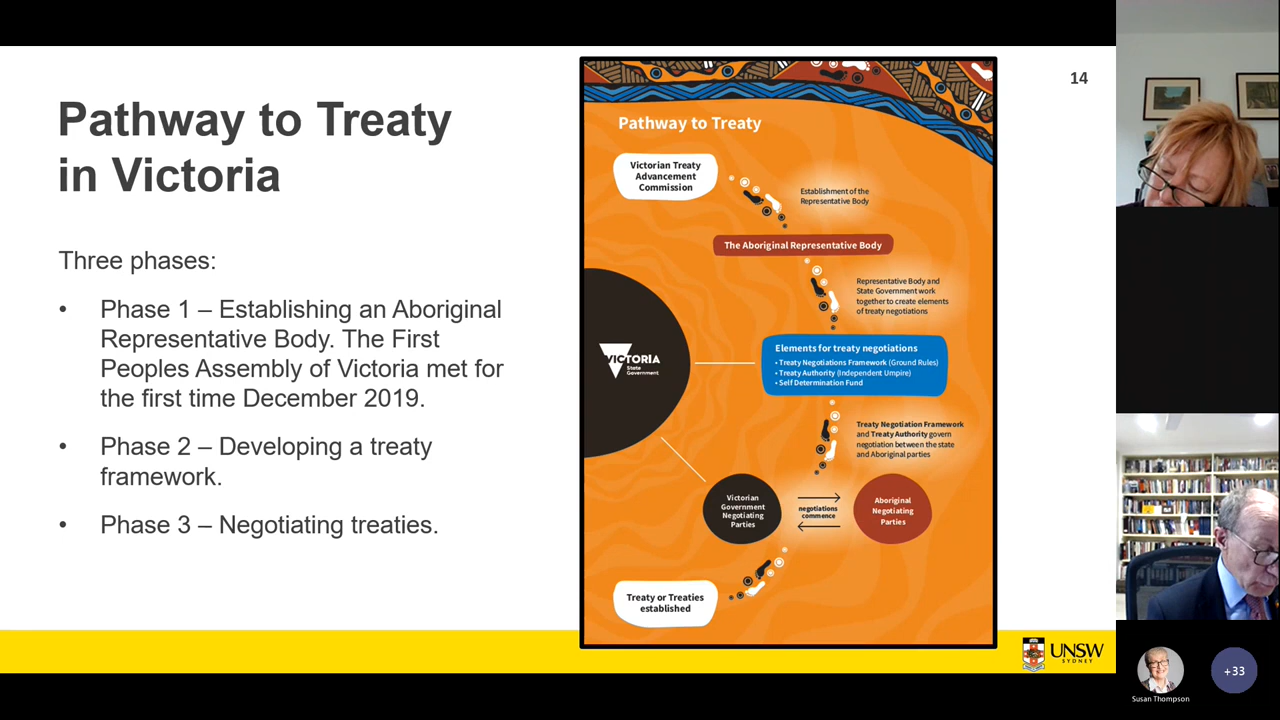 Pathway to Treaty
in Victoria
14
Three phases:
• Phase 1 – Establishing an Aboriginal
Representative Body. The First
Peoples Assembly of Victoria met for
the first time December 2019.
• Phase 2 – Developing a treaty
framework.
• Phase 3 – Negotiating treaties.
Pathway to Treaty
Victorian Treaty
Advancement
Commission
Establishment of the
Representative Body
The Aboriginal Representative Body
Representative Body and
State Government work
together to create elements
of treaty negotiations
VICTORIA
State
Government
Elements for treaty negotiations
• Treaty Negotiations Framework (Ground Rules)
• Treaty Authority (Independent Umpire)
• Self Determination Fund
Treaty Negotiation Framework
and Treaty Authority govern
negotiation between the state
and Aboriginal parties
Victorian
Government
Negotiating
Parties
negotiations
commence
Aboriginal
Negotiating
Parties
Treaty or Treaties
established
UNSW
SYDNEY
Susan Thompson
+33